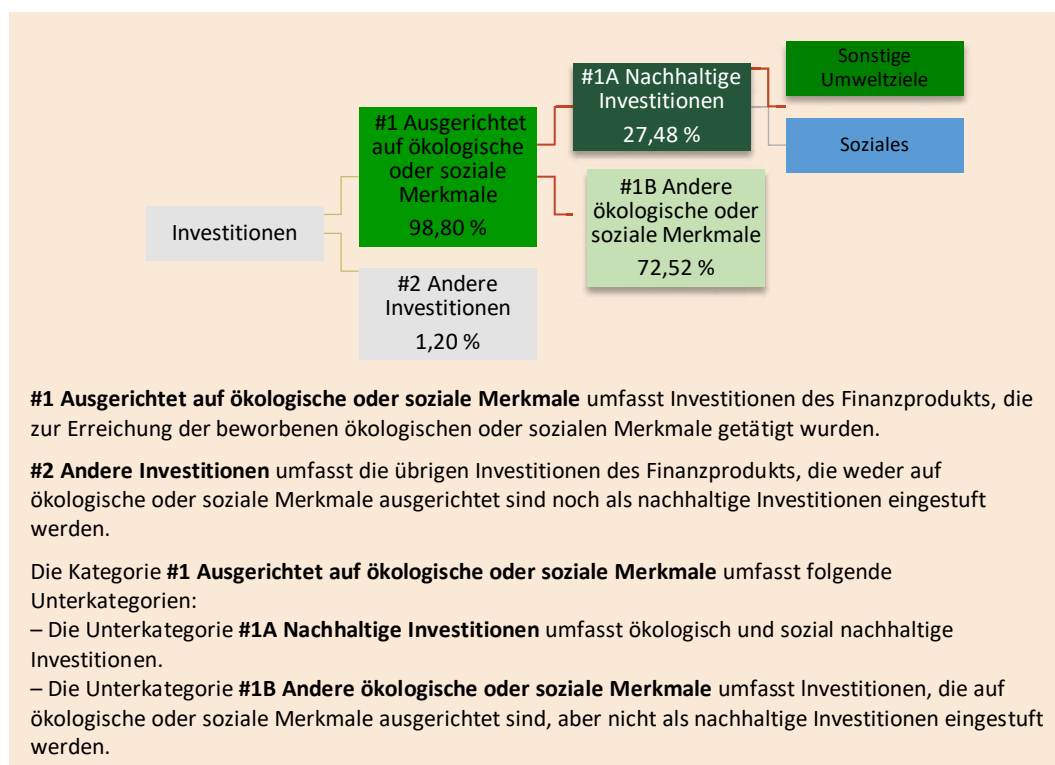 Investitionen
#1 Ausgerichtet
auf ökologische
oder soziale
Merkmale
98,80 %
#2 Andere
Investitionen
1,20 %
#1A Nachhaltige
Investitionen
27,48 %
#1B Andere
ökologische oder
soziale Merkmale
72,52 %
Sonstige
Umweltziele
Soziales
#1 Ausgerichtet auf ökologische oder soziale Merkmale umfasst Investitionen des Finanzprodukts, die
zur Erreichung der beworbenen ökologischen oder sozialen Merkmale getätigt wurden.
#2 Andere Investitionen umfasst die übrigen Investitionen des Finanzprodukts, die weder auf
ökologische oder soziale Merkmale ausgerichtet sind noch als nachhaltige Investitionen eingestuft
werden.
Die Kategorie #1 Ausgerichtet auf ökologische oder soziale Merkmale umfasst folgende
Unterkategorien:
– Die Unterkategorie #1A Nachhaltige Investitionen umfasst ökologisch und sozial nachhaltige
Investitionen.
– Die Unterkategorie #1B Andere ökologische oder soziale Merkmale umfasst lnvestitionen, die auf
ökologische oder soziale Merkmale ausgerichtet sind, aber nicht als nachhaltige Investitionen eingestuft
werden.